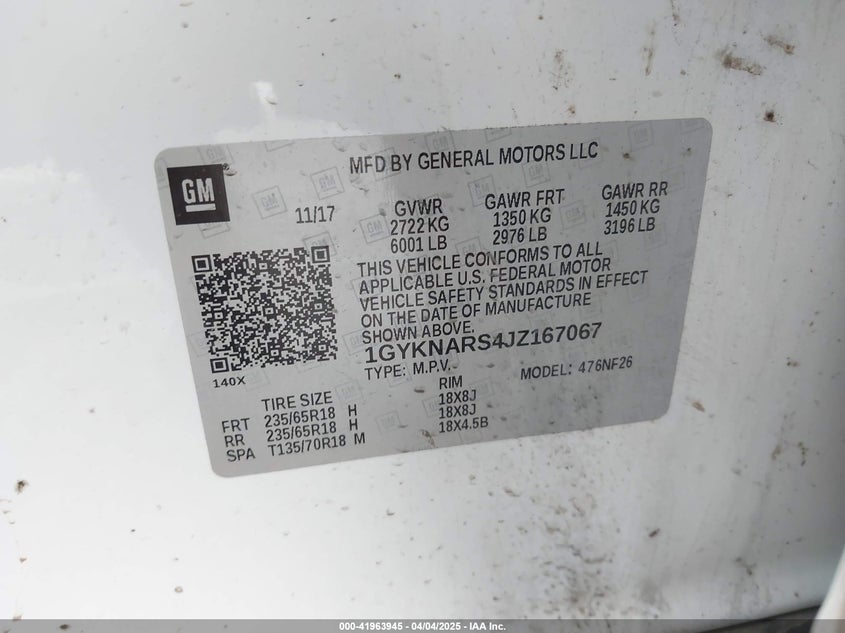 MFD BY GENERAL MOTORS LLC
GM
11/17
GVWR GAWR FRT GAWR RR
2722 KG 1350 KG 1450 KG
6001 LB 2976 LB 3196 LB
THIS VEHICLE CONFORMS TO ALL
APPLICABLE U.S. FEDERAL MOTOR
VEHICLE SAFETY STANDARDS IN EFFECT
ON THE DATE OF MANUFACTURE
SHOWN ABOVE.
1GYKNARS4JZ167067
140X
TYPE: M.P.V. MODEL: 476NF26
TIRE SIZE RIM
FRT 235/65R18 H 18X8J
RR 235/65R18 H 18X8J
SPA T135/70R18 M 18X4.5B
000-41963945 - 04/04/2025 - IAA Inc.